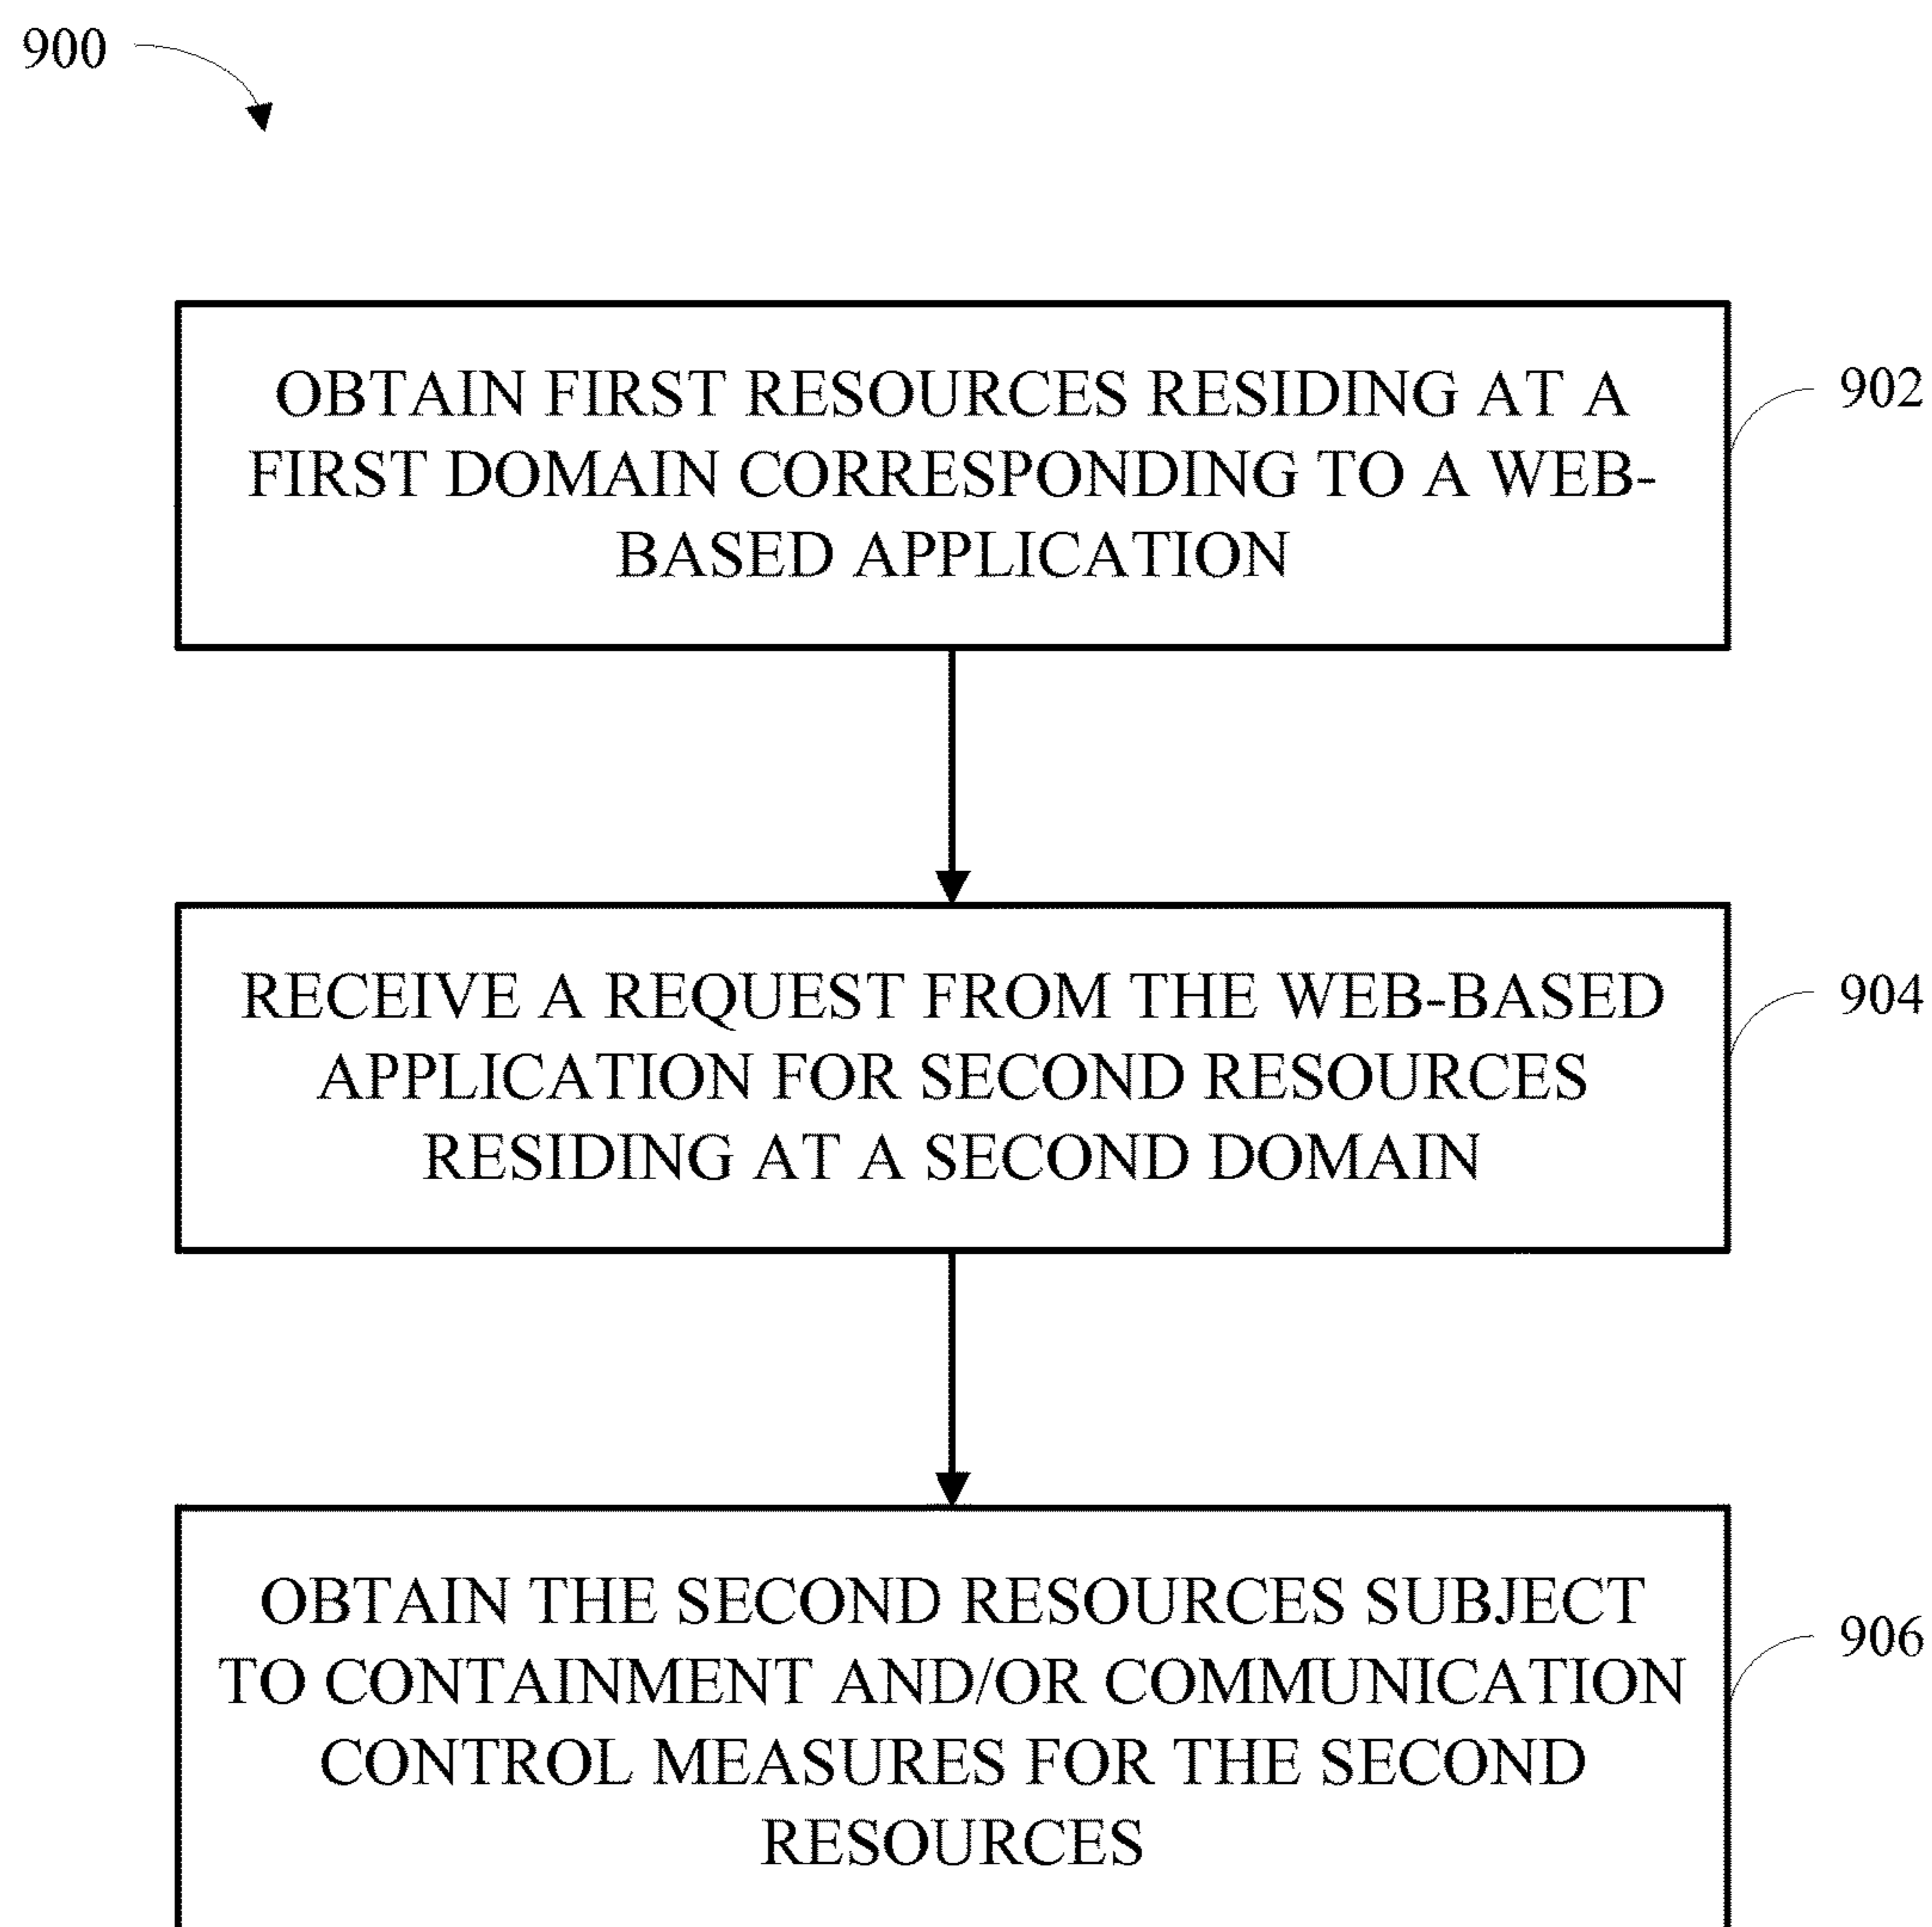 900
OBTAIN FIRST RESOURCES RESIDING AT A
FIRST DOMAIN CORRESPONDING TO A WEB-
BASED APPLICATION
902
RECEIVE A REQUEST FROM THE WEB-BASED
APPLICATION FOR SECOND RESOURCES
RESIDING AT A SECOND DOMAIN
904
OBTAIN THE SECOND RESOURCES SUBJECT
TO CONTAINMENT AND/OR COMMUNICATION
CONTROL MEASURES FOR THE SECOND
RESOURCES
906